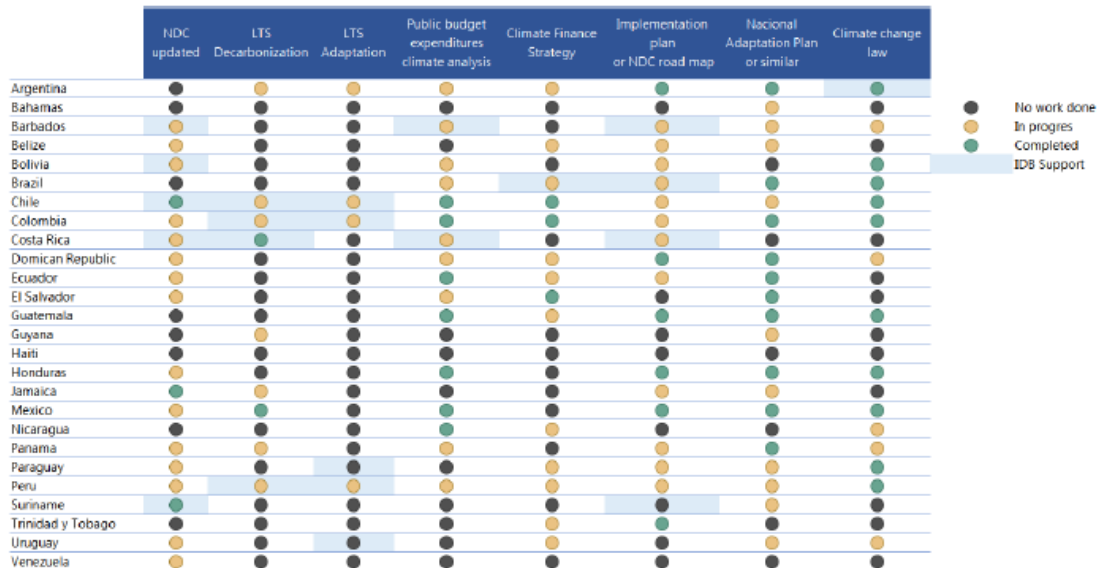 NDC updated
LTS Decarbonization
LTS Adaptation
Public budget expenditures climate analysis
Climate Finance Strategy
Implementation plan or NDC road map
Nacional Adaptation Plan or similar
Climate change law
Argentina
Bahamas
Barbados
Belize
Bolivia
Brazil
Chile
Colombia
Costa Rica
Domican Republic
Ecuador
El Salvador
Guatemala
Guyana
Haiti
Honduras
Jamaica
Mexico
Nicaragua
Panama
Paraguay
Peru
Suriname
Trinidad y Tobago
Uruguay
Venezuela
No work done
In progres
Completed
IDB Support